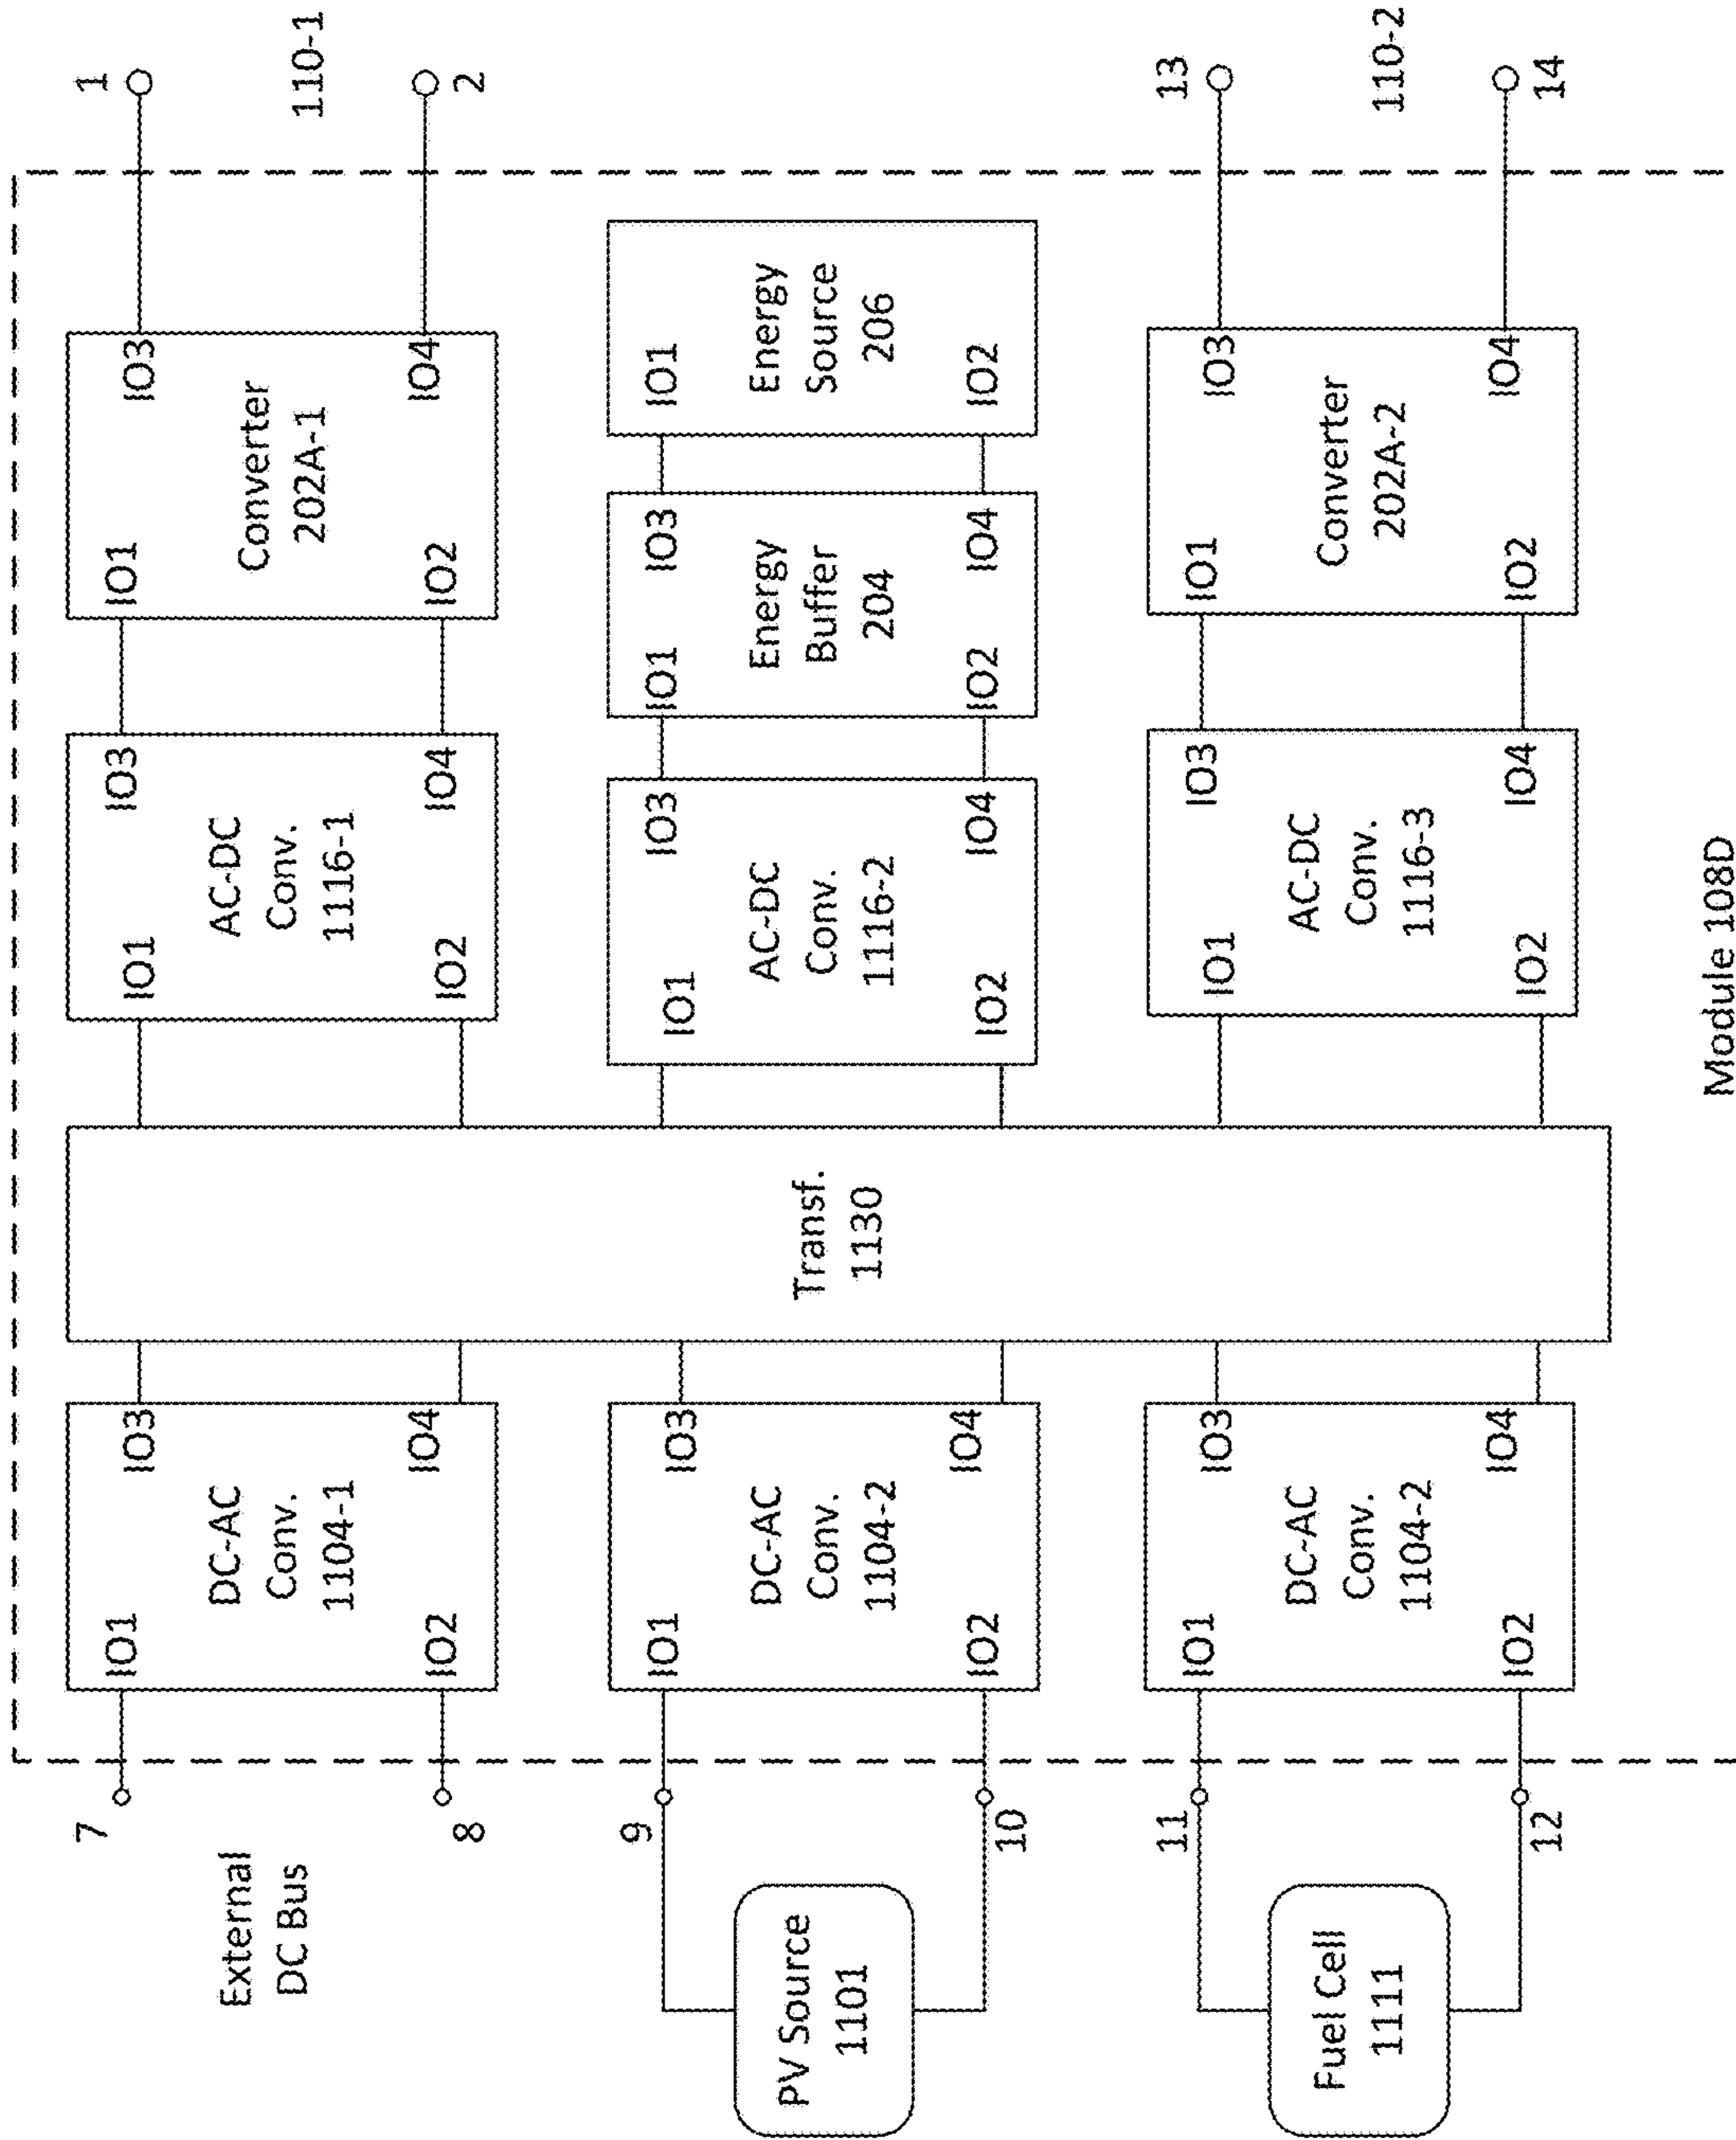 External
DC Bus
7
8
IO1
IO2
DC-AC
Conv.
1104-1
IO3
IO4
PV Source
1101
9
10
IO1
IO2
DC-AC
Conv.
1104-2
IO3
IO4
Fuel Cell
1111
11
12
IO1
IO2
DC-AC
Conv.
1104-2
IO3
IO4
Transf.
1130
IO1
IO2
AC-DC
Conv.
1116-1
IO3
IO4
IO1
IO2
Converter
202A-1
IO3
IO4
1
110-1
2
IO1
IO2
AC-DC
Conv.
1116-2
IO3
IO4
IO1
IO2
Energy
Buffer
204
IO3
IO4
IO1
IO2
Energy
Source
206
IO1
IO2
AC-DC
Conv.
1116-3
IO3
IO4
IO1
IO2
Converter
202A-2
IO3
IO4
13
110-2
14
Module 108D